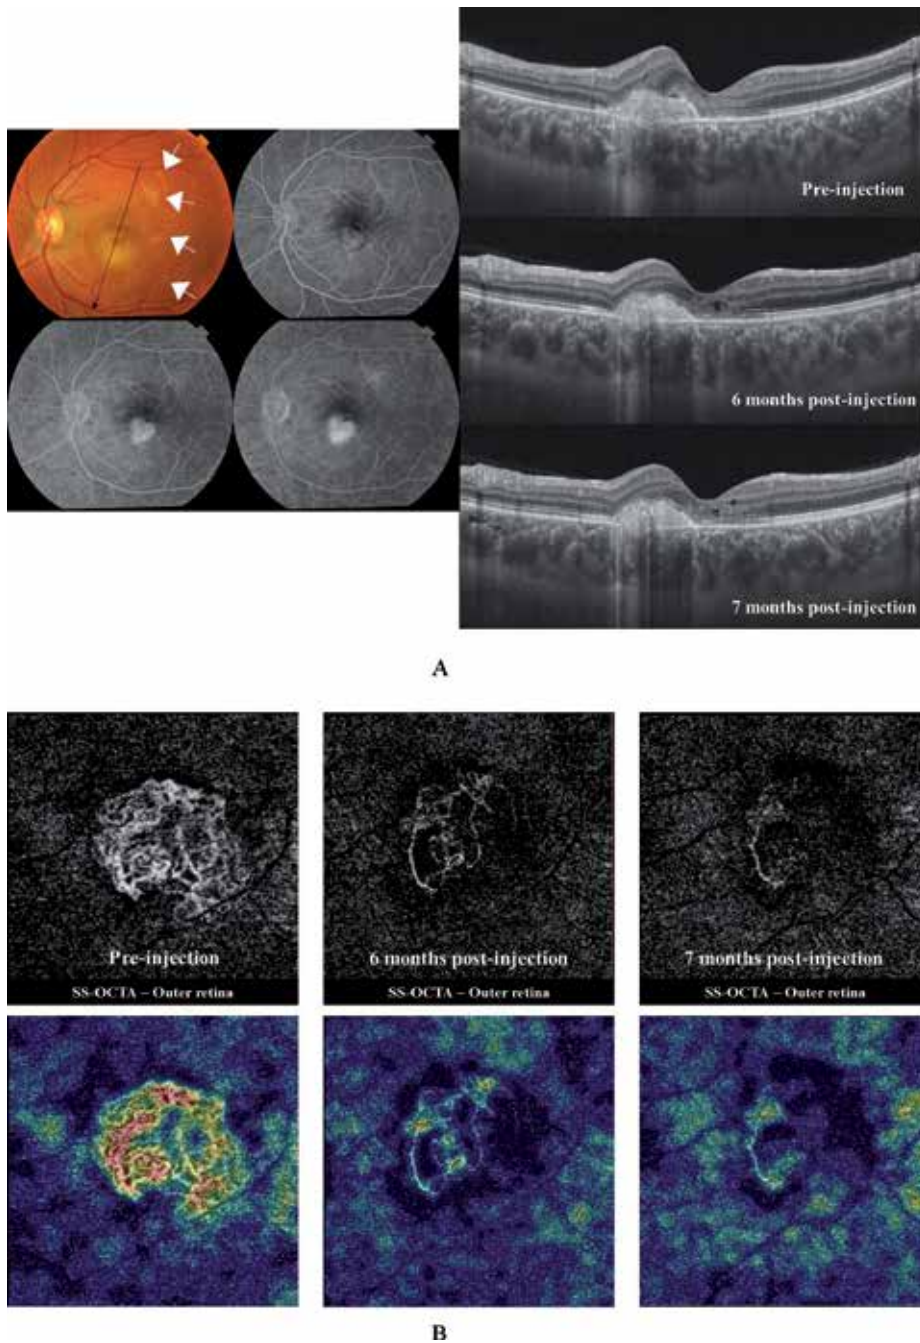 Pre-injection
6 months post-injection
7 months post-injection
A
Pre-injection
SS-OCTA – Outer retina
6 months post-injection
SS-OCTA – Outer retina
7 months post-injection
SS-OCTA – Outer retina
B